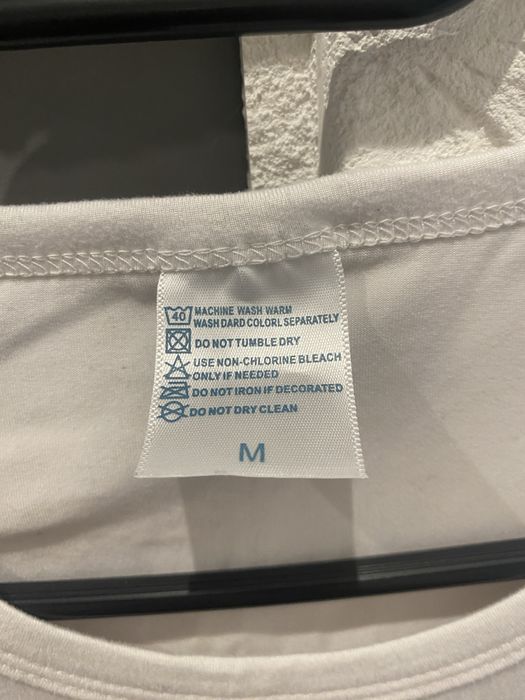 40 MACHINE WASH WARM
WASH DARD COLORL SEPARATELY
DO NOT TUMBLE DRY
USE NON-CHLORINE BLEACH
ONLY IF NEEDED
DO NOT IRON IF DECORATED
DO NOT DRY CLEAN
M